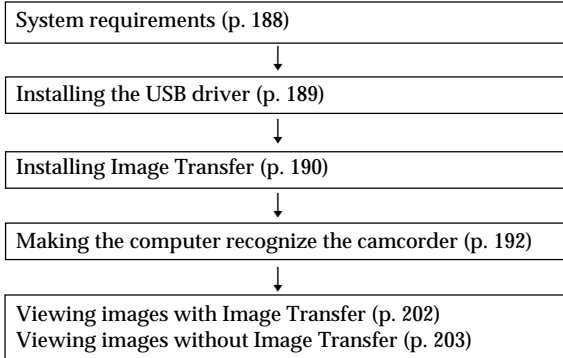 System requirements (p. 188)
Installing the USB driver (p. 189)
Installing Image Transfer (p. 190)
Making the computer recognize the camcorder (p. 192)
Viewing images with Image Transfer (p. 202)
Viewing images without Image Transfer (p. 203)